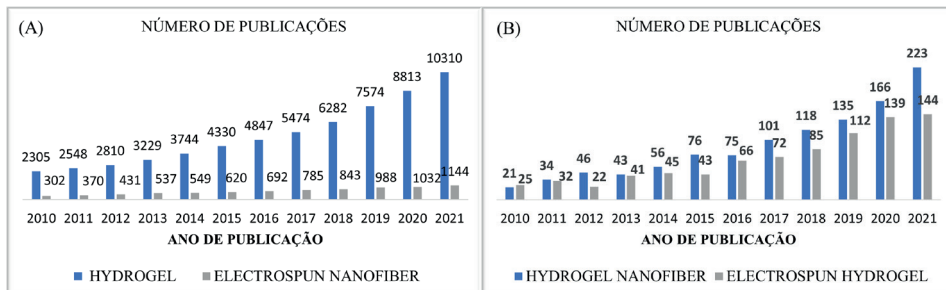 (A)
NÚMERO DE PUBLICAÇÕES
2305 2548 2810 3229 3744 4330 4847 5474 6282 7574 8813 10310
302 370 431 537 549 620 692 785 843 988 1032 1144
2010 2011 2012 2013 2014 2015 2016 2017 2018 2019 2020 2021
ANO DE PUBLICAÇÃO
HYDROGEL ELECTROSPUN NANOFIBER
(B)
NÚMERO DE PUBLICAÇÕES
21 34 46 43 56 76 75 101 118 135 166 223
25 32 22 41 45 43 66 72 85 112 139 144
2010 2011 2012 2013 2014 2015 2016 2017 2018 2019 2020 2021
ANO DE PUBLICAÇÃO
HYDROGEL NANOFIBER ELECTROSPUN HYDROGEL